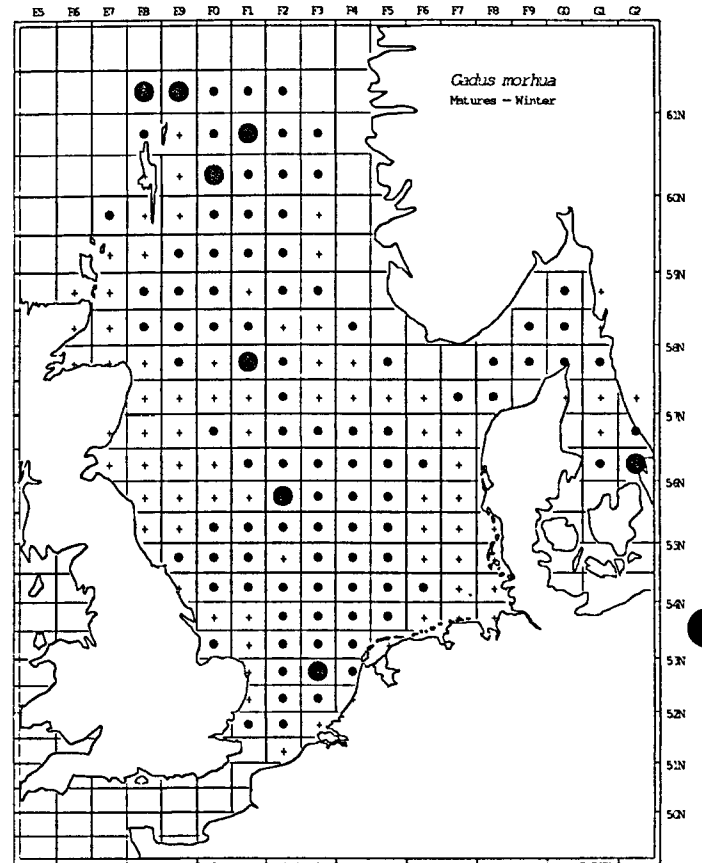 E5 E6 E7 E8 E9 F0 F1 F2 F3 F4 F5 F6 F7 F8 F9 G0 G1 G2
Gadus morhua
Matures – Winter
61N
60N
59N
58N
57N
56N
53N
54N
53N
52N
51N
50N